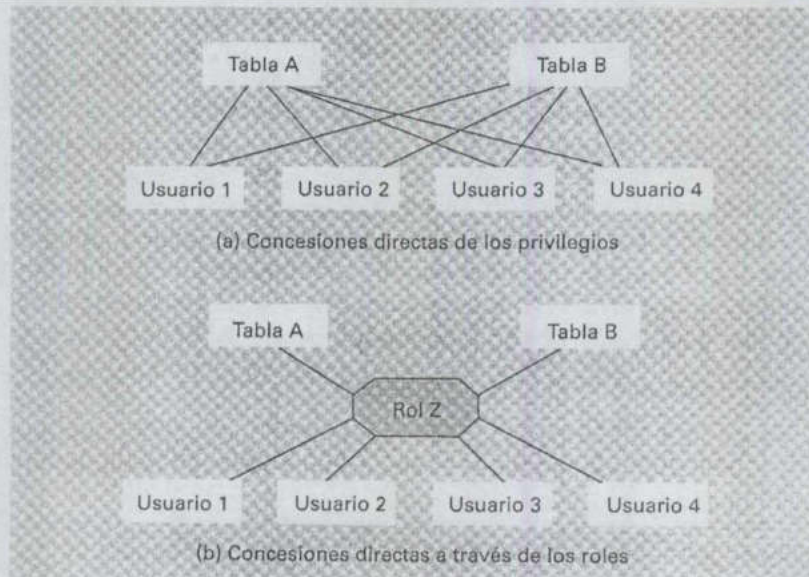 Tabla A Tabla B
Usuario 1 Usuario 2 Usuario 3 Usuario 4
(a) Concesiones directas de los privilegios
Tabla A Tabla B
Rol Z
Usuario 1 Usuario 2 Usuario 3 Usuario 4
(b) Concesiones directas a través de los roles